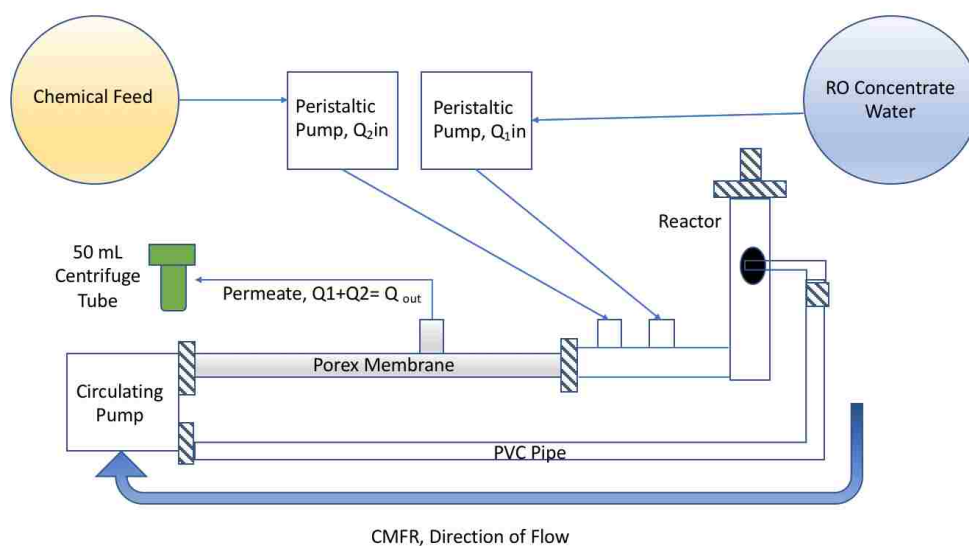 Chemical Feed
Peristaltic
Pump, Q₂in
Peristaltic
Pump, Q₁in
RO Concentrate
Water
Reactor
50 mL
Centrifuge
Tube
Permeate, Q1+Q2= Q out
Porex Membrane
Circulating
Pump
PVC Pipe
CMFR, Direction of Flow